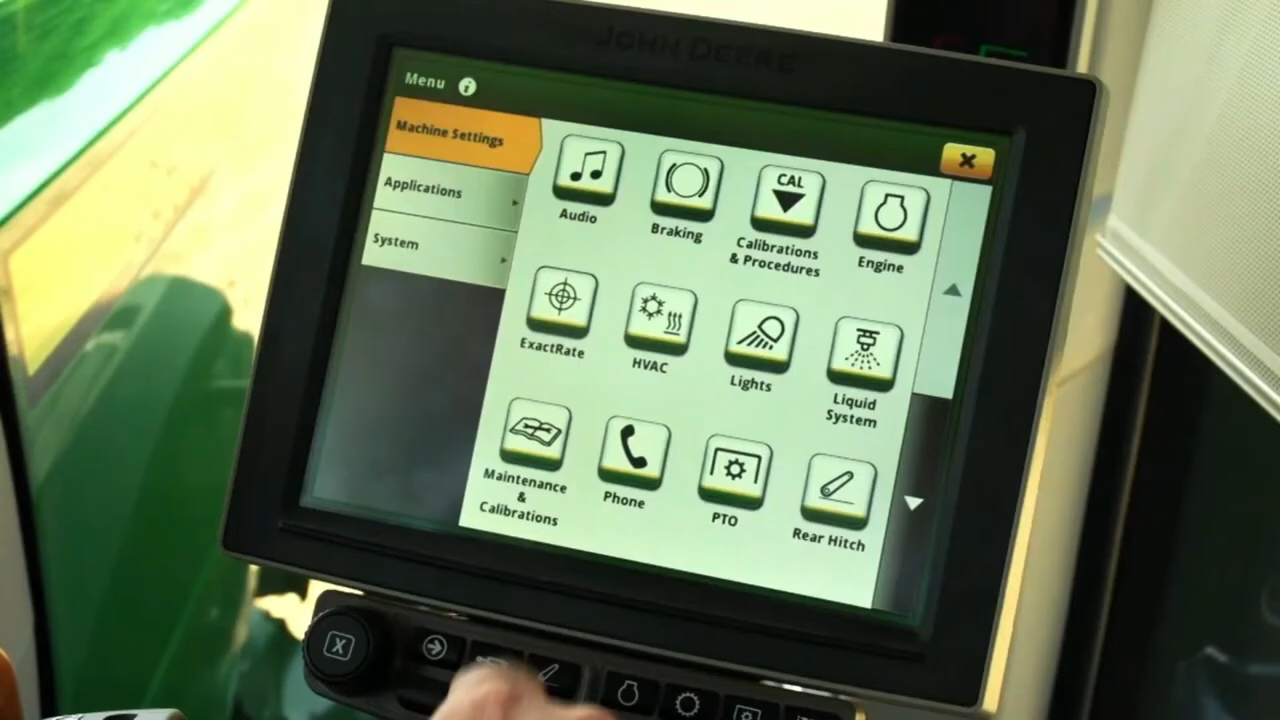 JOHN DEERE
Menu
Machine Settings
Applications
System
Audio
Braking
CAL
Calibrations
& Procedures
Engine
ExactRate
HVAC
Lights
Liquid
System
Maintenance
&
Calibrations
Phone
PTO
Rear Hitch
X